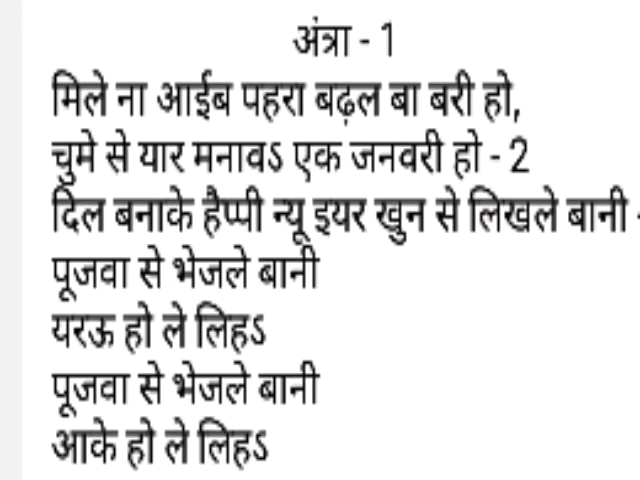 अंत्रा - 1
मिले ना आईब पहरा बढ़ल बा बरी हो,
चुमे से यार मनावऽ एक जनवरी हो - 2
दिल बनाके हैप्पी न्यू इयर खुन से लिखले बानी -
पूजवा से भेजले बानी
यरऊ हो ले लिहऽ
पूजवा से भेजले बानी
आके हो ले लिहऽ